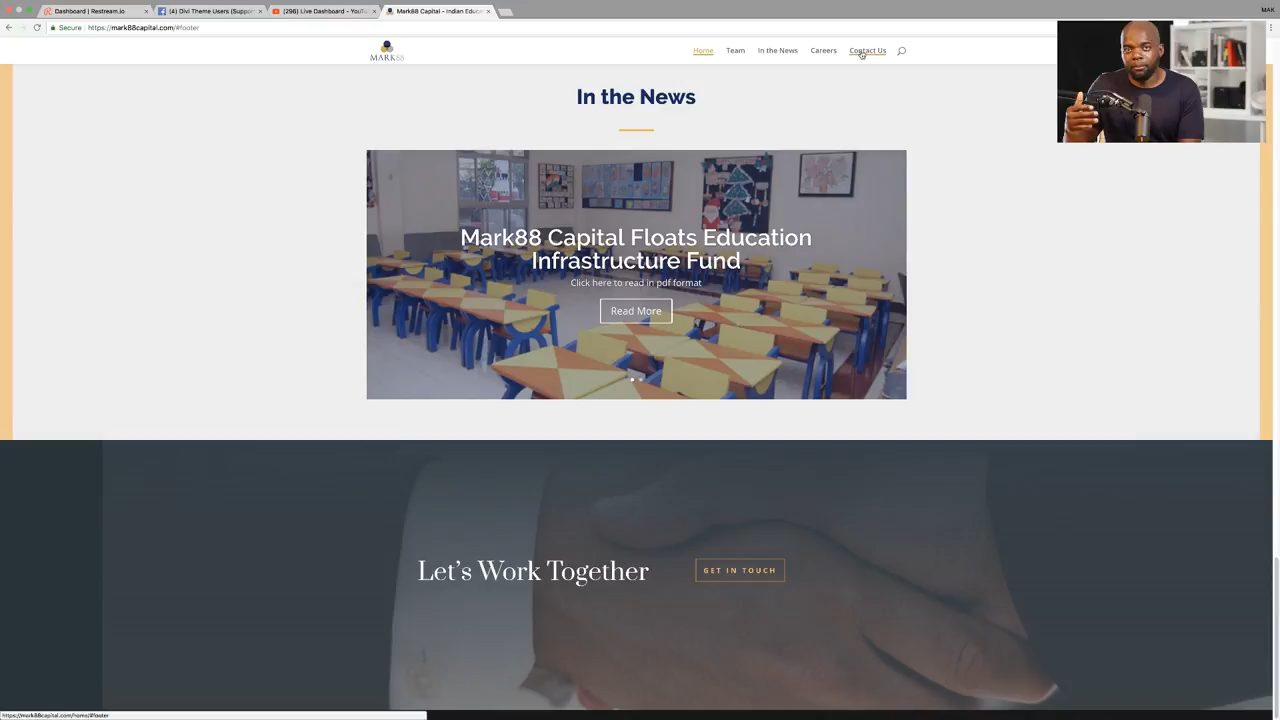 Dashboard | Restream.io
(4) Divi Theme Users (Suppor
(296) Live Dashboard - YouTu
Mark88 Capital – Indian Educa
MAK
Secure
https://mark88capital.com/#footer
MARK88
Home
Team
In the News
Careers
Contact Us
In the News
Mark88 Capital Floats Education
Infrastructure Fund
Click here to read in pdf format
Read More
Let's Work Together
GET IN TOUCH
https://mark88capital.com/home/#footer